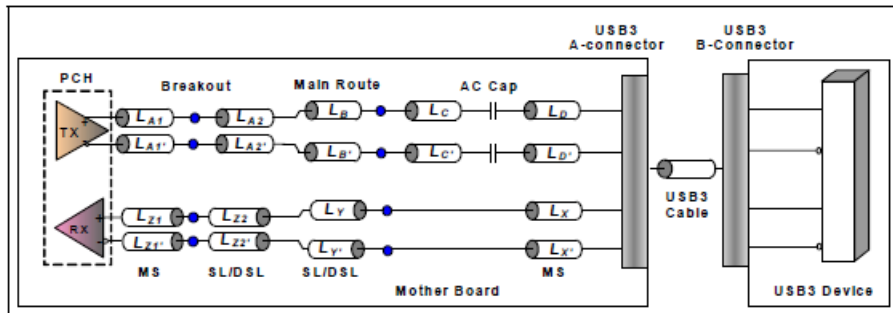 USB3 A-connector
USB3 B-Connector
PCH
Breakout
Main Route
AC Cap
TX
LA1
LA2
LB
LC
LD
LA1'
LA2'
LB'
LC'
LD'
USB3 Cable
RX
LZ1
LZ2
LY
LX
LZ1'
LZ2'
LY'
LX'
MS
SL/DSL
SL/DSL
MS
Mother Board
USB3 Device